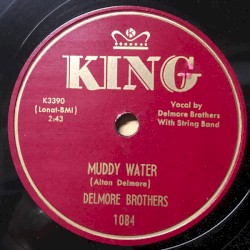 K
KING
K3390
(Lonat-BMI)
2:43
Vocal by
Delmore Brothers
With String Band
MUDDY WATER
(Alton Delmore)
DELMORE BROTHERS
1084